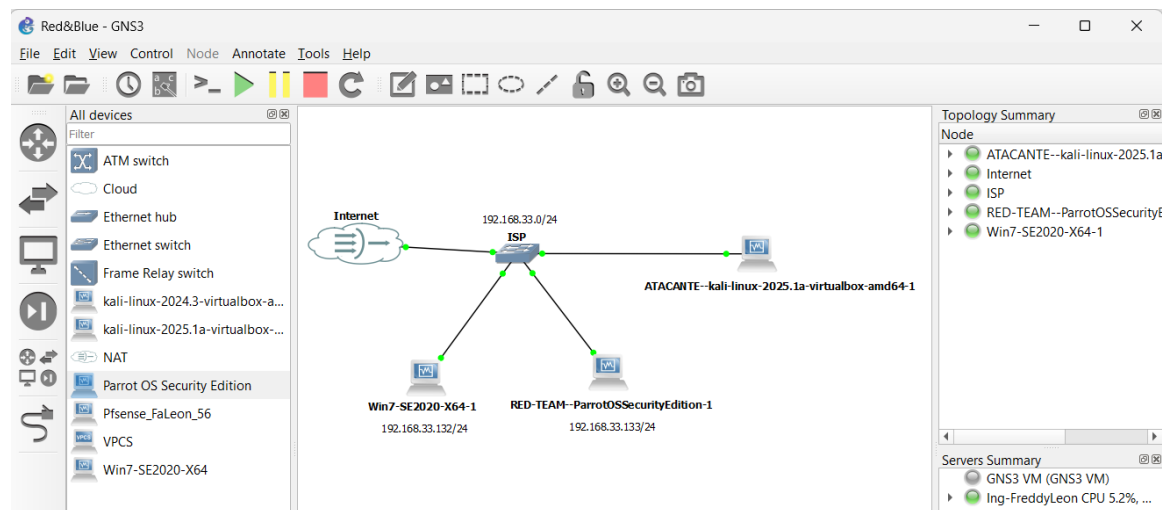 Red&Blue - GNS3
File Edit View Control Node Annotate Tools Help
All devices
Filter
ATM switch
Cloud
Ethernet hub
Ethernet switch
Frame Relay switch
kali-linux-2024.3-virtualbox-a...
kali-linux-2025.1a-virtualbox-...
NAT
Parrot OS Security Edition
Pfsense_FaLeon_56
VPCS
Win7-SE2020-X64
Internet
192.168.33.0/24
ISP
ATACANTE--kali-linux-2025.1a-virtualbox-amd64-1
Win7-SE2020-X64-1
192.168.33.132/24
RED-TEAM--ParrotOSSecurityEdition-1
192.168.33.133/24
Topology Summary
Node
ATACANTE--kali-linux-2025.1a
Internet
ISP
RED-TEAM--ParrotOSSecurityE
Win7-SE2020-X64-1
Servers Summary
GNS3 VM (GNS3 VM)
Ing-FreddyLeon CPU 5.2%, ...